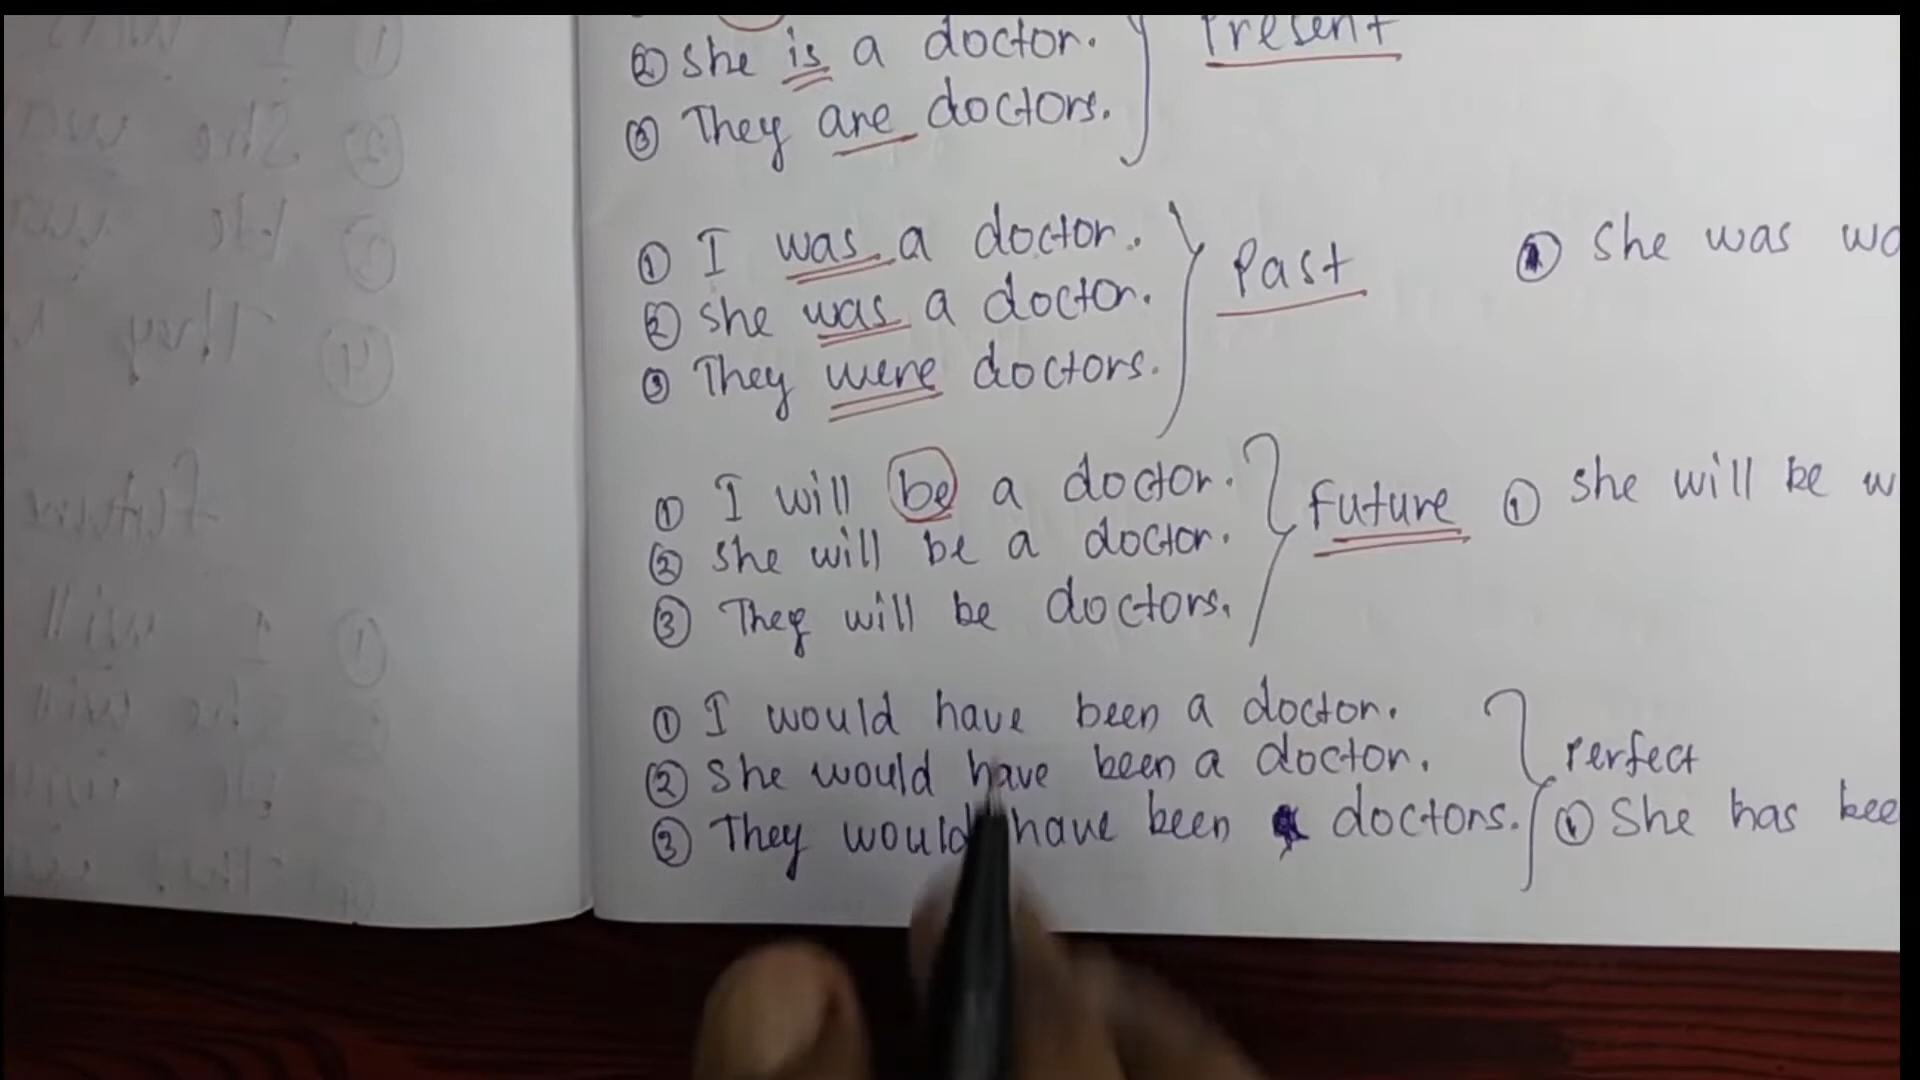 ② She is a doctor. Present
③ They are doctors.
① I was a doctor.
② She was a doctor. Past ① She was
③ They were doctors.
① I will be a doctor.
② She will be a doctor. Future ① She will be
③ They will be doctors.
① I would have been a doctor.
② She would have been a doctor. Perfect
③ They would have been doctors. ① She has